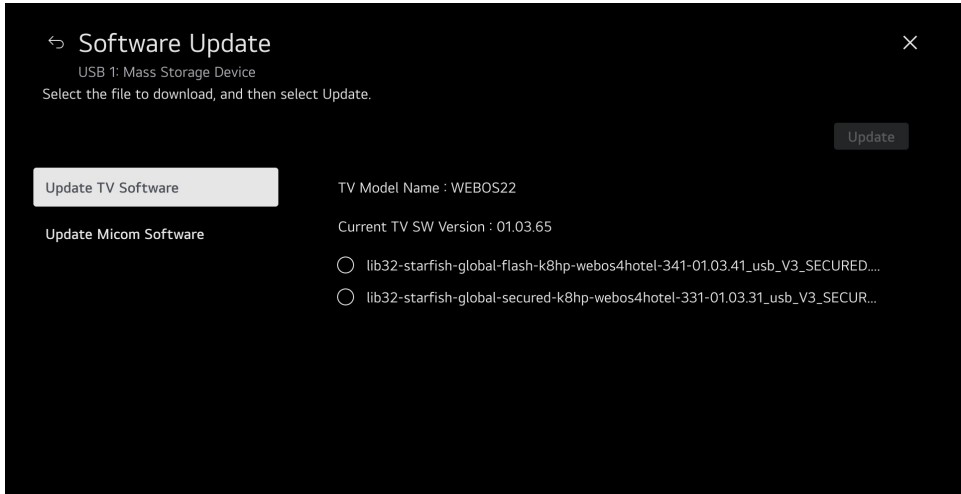 Software Update
USB 1: Mass Storage Device
Select the file to download, and then select Update.
Update
Update TV Software
Update Micom Software
TV Model Name : WEBOS22
Current TV SW Version : 01.03.65
lib32-starfish-global-flash-k8hp-webos4hotel-341-01.03.41_usb_V3_SECURED....
lib32-starfish-global-secured-k8hp-webos4hotel-331-01.03.31_usb_V3_SECUR...